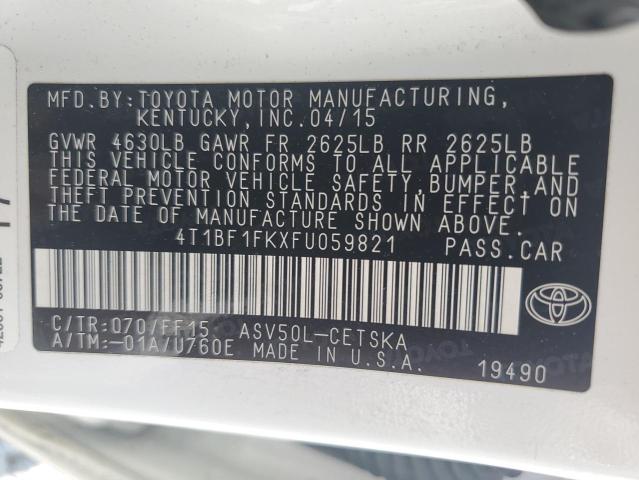 MFD.BY:TOYOTA MOTOR MANUFACTURING,
KENTUCKY,INC.04/15
GVWR 4630LB GAWR FR 2625LB RR 2625LB
THIS VEHICLE CONFORMS TO ALL APPLICABLE
FEDERAL MOTOR VEHICLE SAFETY,BUMPER,AND
THEFT PREVENTION STANDARDS IN EFFECT ON
THE DATE OF MANUFACTURE SHOWN ABOVE.
4T1BF1FKXFU059821 PASS.CAR
C/TR:070/FF15 ASV50L-CETSKA
A/TM:-01A/U760E MADE IN U.S.A.
19490